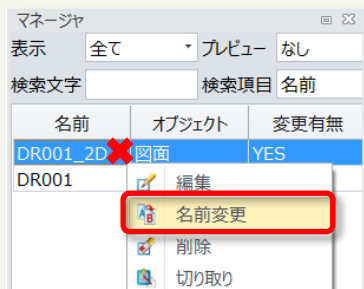 マネージャ
表示 全て プレビュー なし
検索文字 検索項目 名前
名前 オブジェクト 変更有無
DR001_2D 図面 YES
DR001
編集
名前変更
削除
切り取り